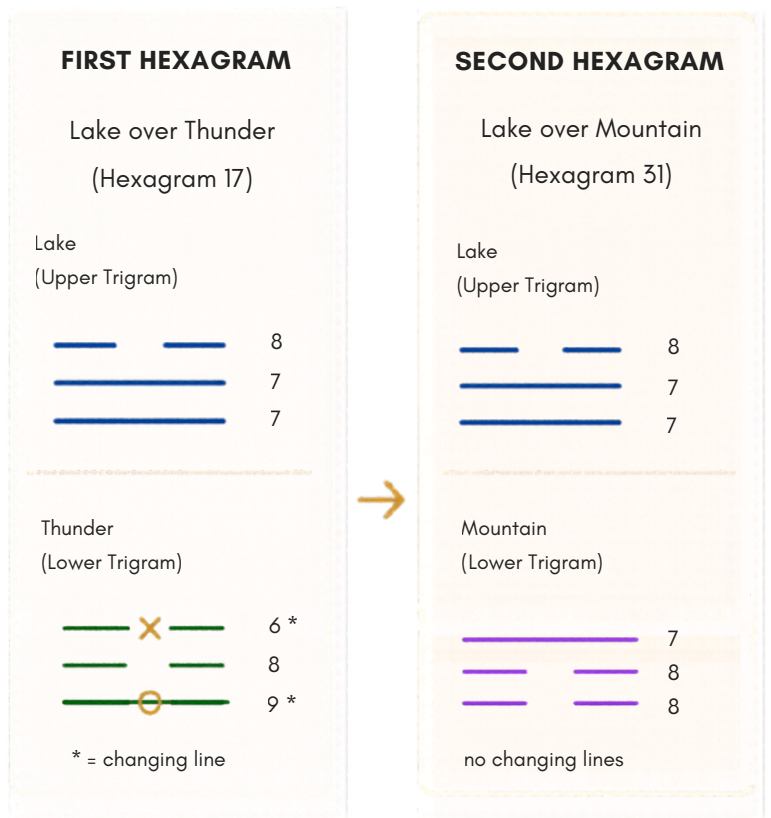 FIRST HEXAGRAM
Lake over Thunder
(Hexagram 17)
Lake
(Upper Trigram)
8
7
7
Thunder
(Lower Trigram)
6 *
8
9 *
* = changing line
SECOND HEXAGRAM
Lake over Mountain
(Hexagram 31)
Lake
(Upper Trigram)
8
7
7
Mountain
(Lower Trigram)
7
8
8
no changing lines